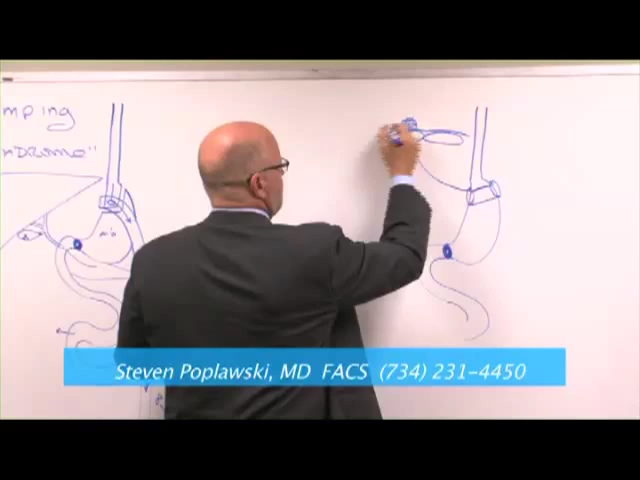 mping
nDROME"
Steven Poplawski, MD FACS (734) 231-4450